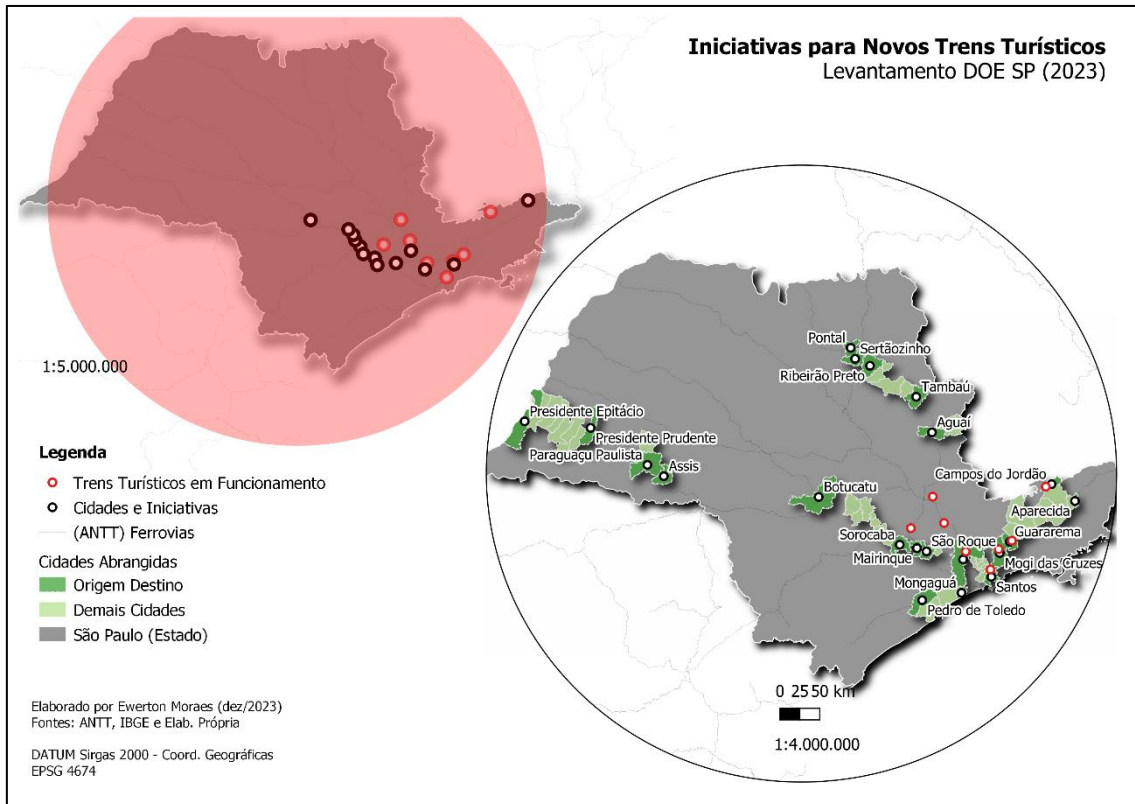 Iniciativas para Novos Trens Turísticos
Levantamento DOE SP (2023)
1:5.000.000
Pontal
Sertãozinho
Ribeirão Preto
Tambaú
Aguaí
Presidente Epitácio
Presidente Prudente
Paraguaçu Paulista
Assis
Campos do Jordão
Botucatu
Aparecida
Sorocaba
São Roque
Guararema
Mairinque
Mogi das Cruzes
Mongaguá
Santos
Pedro de Toledo
Legenda
Trens Turísticos em Funcionamento
Cidades e Iniciativas
(ANTT) Ferrovias
Cidades Abrangidas
Origem Destino
Demais Cidades
São Paulo (Estado)
0 25 50 km
1:4.000.000
Elaborado por Ewerton Moraes (dez/2023)
Fontes: ANTT, IBGE e Elab. Própria
DATUM Sirgas 2000 - Coord. Geográficas
EPSG 4674